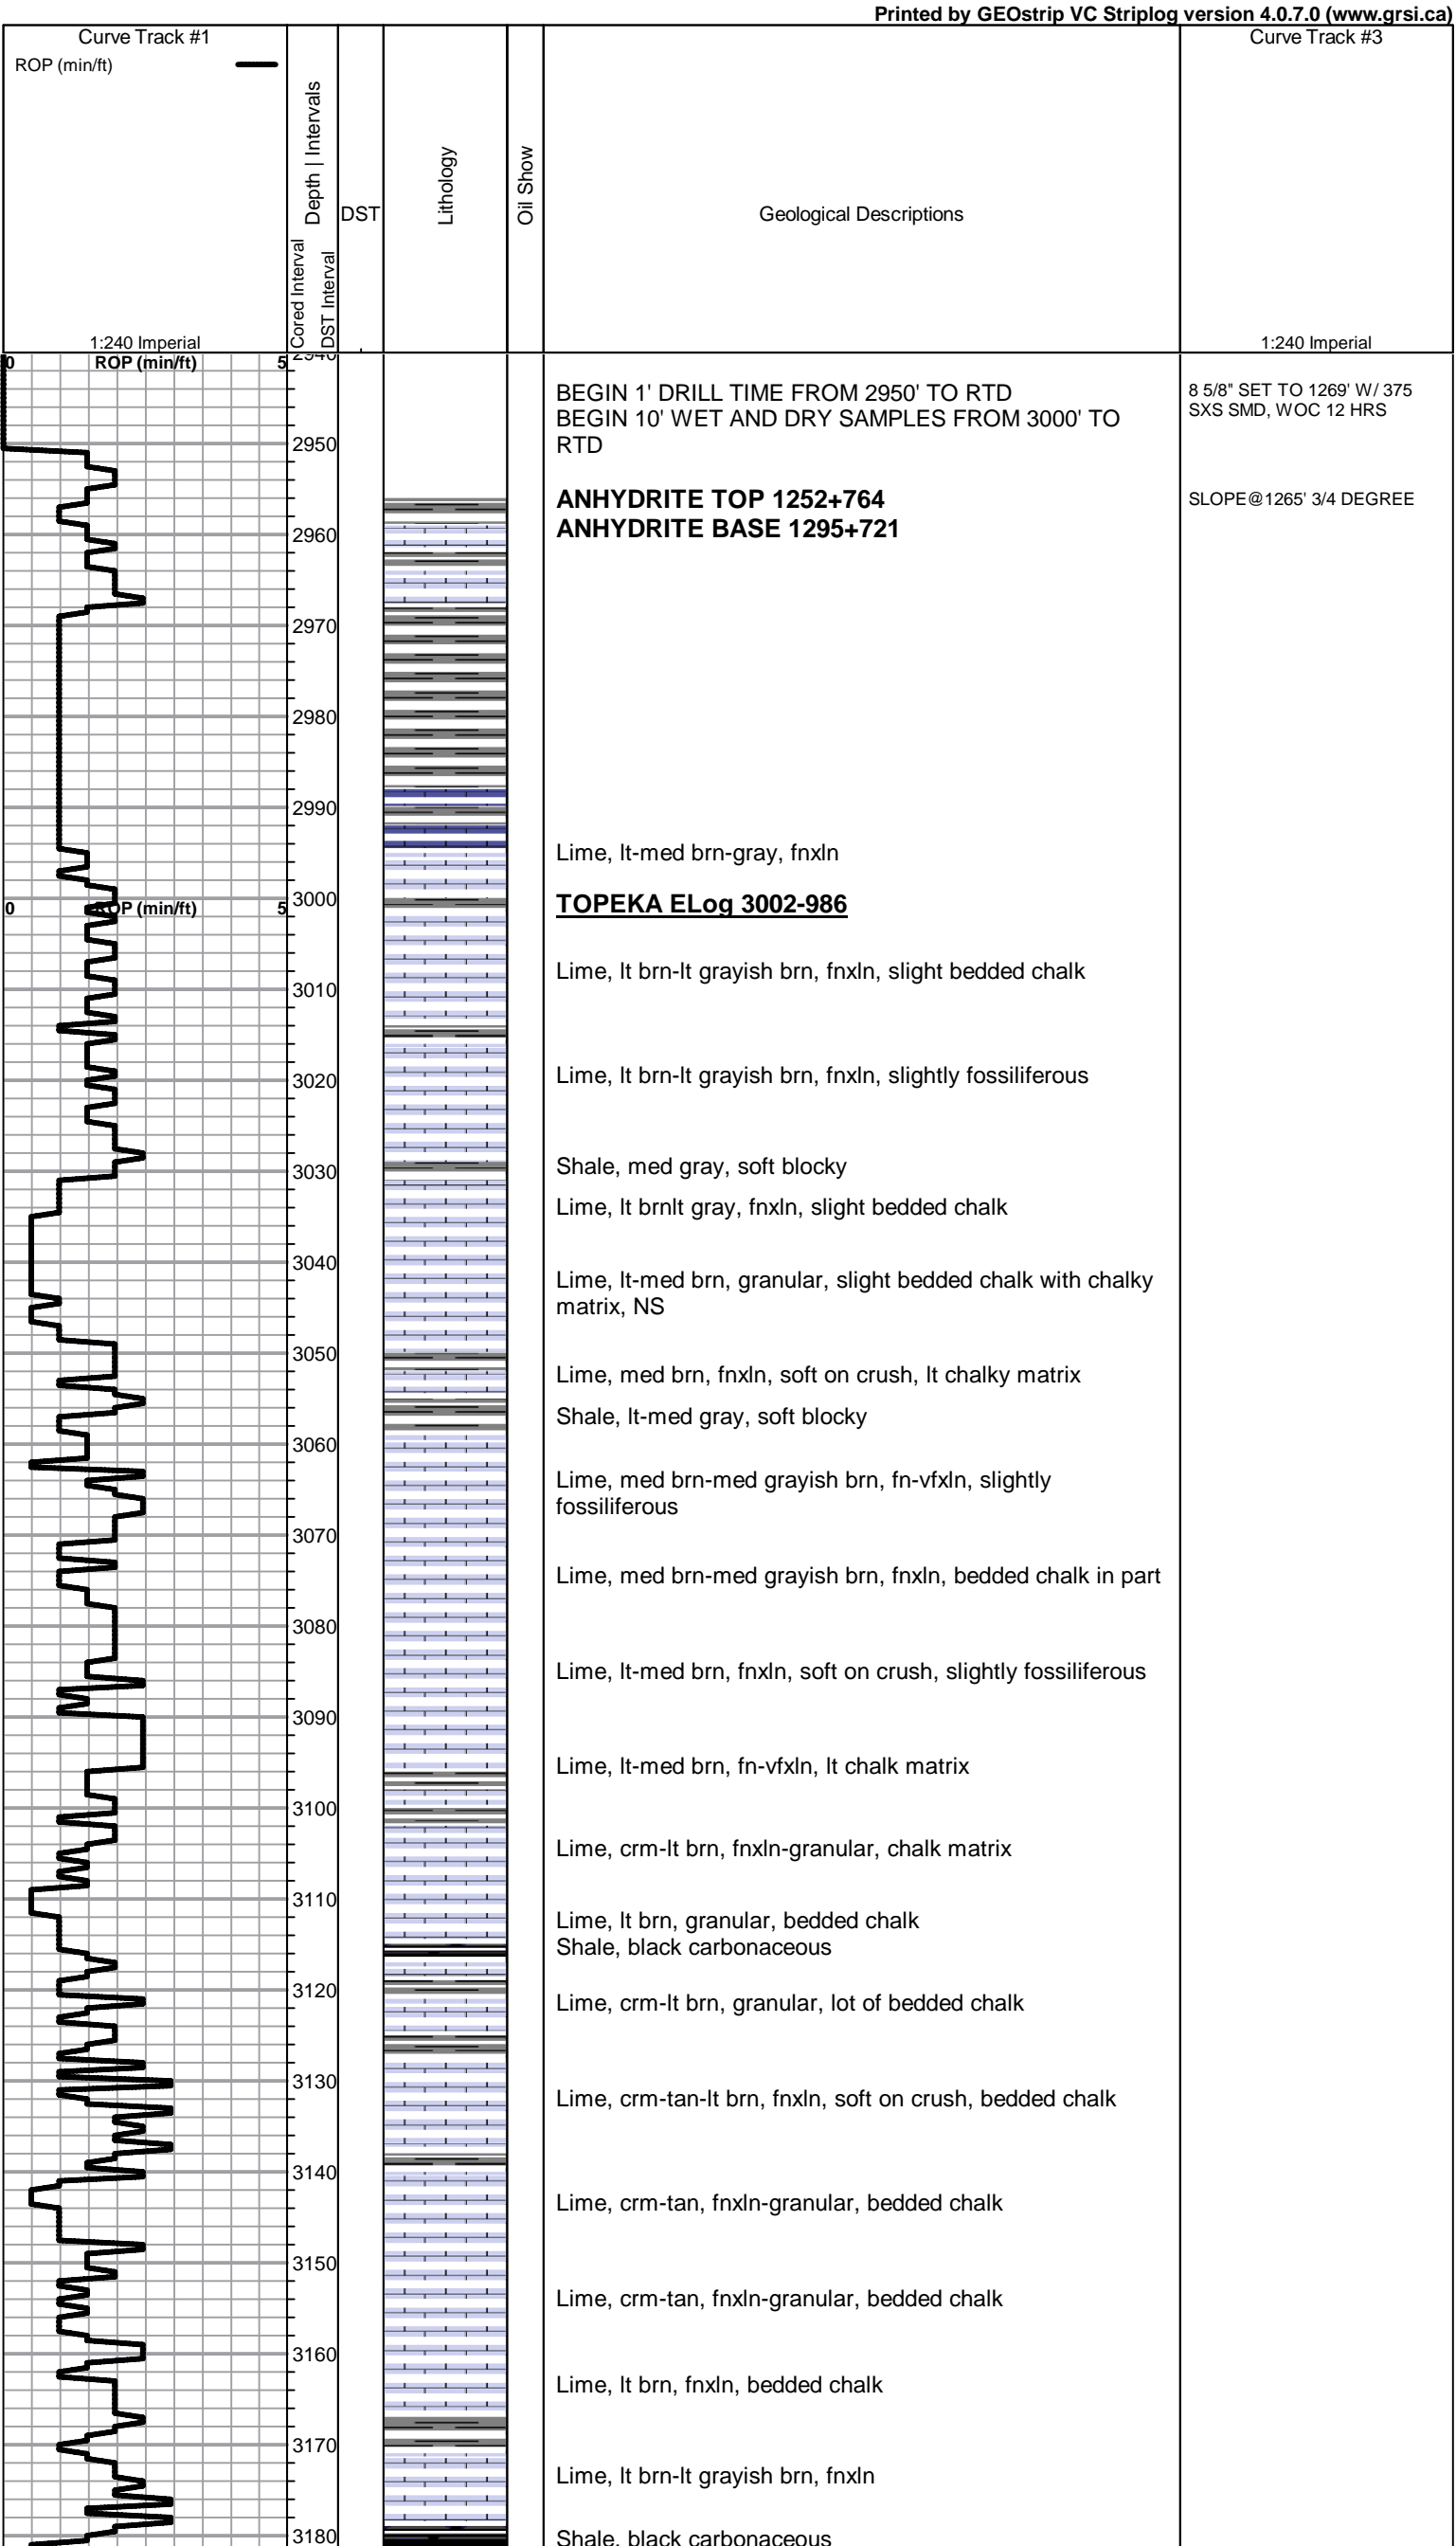 Printed by GEOstrip VC Striplog version 4.0.7.0 (www.grsi.ca)
Curve Track #1
ROP (min/ft)
1:240 Imperial
Depth | Intervals
Cored Interval
DST Interval
DST
Lithology
Oil Show
Geological Descriptions
Curve Track #3
1:240 Imperial
0 ROP (min/ft) 5
2940
BEGIN 1' DRILL TIME FROM 2950' TO RTD
BEGIN 10' WET AND DRY SAMPLES FROM 3000' TO
RTD
8 5/8" SET TO 1269' W/ 375
SXS SMD, WOC 12 HRS
2950
ANHYDRITE TOP 1252+764
ANHYDRITE BASE 1295+721
SLOPE@1265' 3/4 DEGREE
2960
2970
2980
2990
Lime, lt-med brn-gray, fnxln
3000
0 ROP (min/ft) 5
TOPEKA ELog 3002-986
Lime, lt brn-lt grayish brn, fnxln, slight bedded chalk
3010
3020
Lime, lt brn-lt grayish brn, fnxln, slightly fossiliferous
3030
Shale, med gray, soft blocky
Lime, lt brnlt gray, fnxln, slight bedded chalk
3040
Lime, lt-med brn, granular, slight bedded chalk with chalky
matrix, NS
3050
Lime, med brn, fnxln, soft on crush, lt chalky matrix
Shale, lt-med gray, soft blocky
3060
Lime, med brn-med grayish brn, fn-vfxln, slightly
fossiliferous
3070
Lime, med brn-med grayish brn, fnxln, bedded chalk in part
3080
Lime, lt-med brn, fnxln, soft on crush, slightly fossiliferous
3090
Lime, lt-med brn, fn-vfxln, lt chalk matrix
3100
Lime, crm-lt brn, fnxln-granular, chalk matrix
3110
Lime, lt brn, granular, bedded chalk
Shale, black carbonaceous
3120
Lime, crm-lt brn, granular, lot of bedded chalk
3130
Lime, crm-tan-lt brn, fnxln, soft on crush, bedded chalk
3140
Lime, crm-tan, fnxln-granular, bedded chalk
3150
Lime, crm-tan, fnxln-granular, bedded chalk
3160
Lime, lt brn, fnxln, bedded chalk
3170
Lime, lt brn-lt grayish brn, fnxln
3180
Shale, black carbonaceous